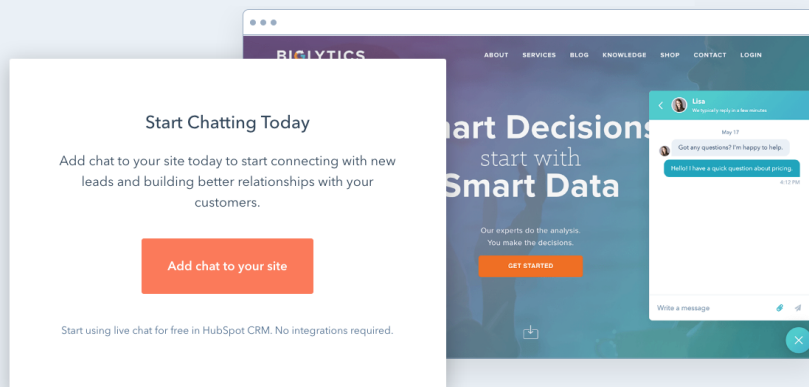 Start Chatting Today
Add chat to your site today to start connecting with new
leads and building better relationships with your
customers.
Add chat to your site
Start using live chat for free in HubSpot CRM. No integrations required.
ABOUT SERVICES BLOG KNOWLEDGE SHOP CONTACT LOGIN
Decisions
start with
Smart Data
Our experts do the analysis.
You make the decisions.
GET STARTED
Lisa
We typically reply in a few minutes
May 17
Got any questions? I'm happy to help.
Hello! I have a quick question about pricing.
4:12 PM
Write a message